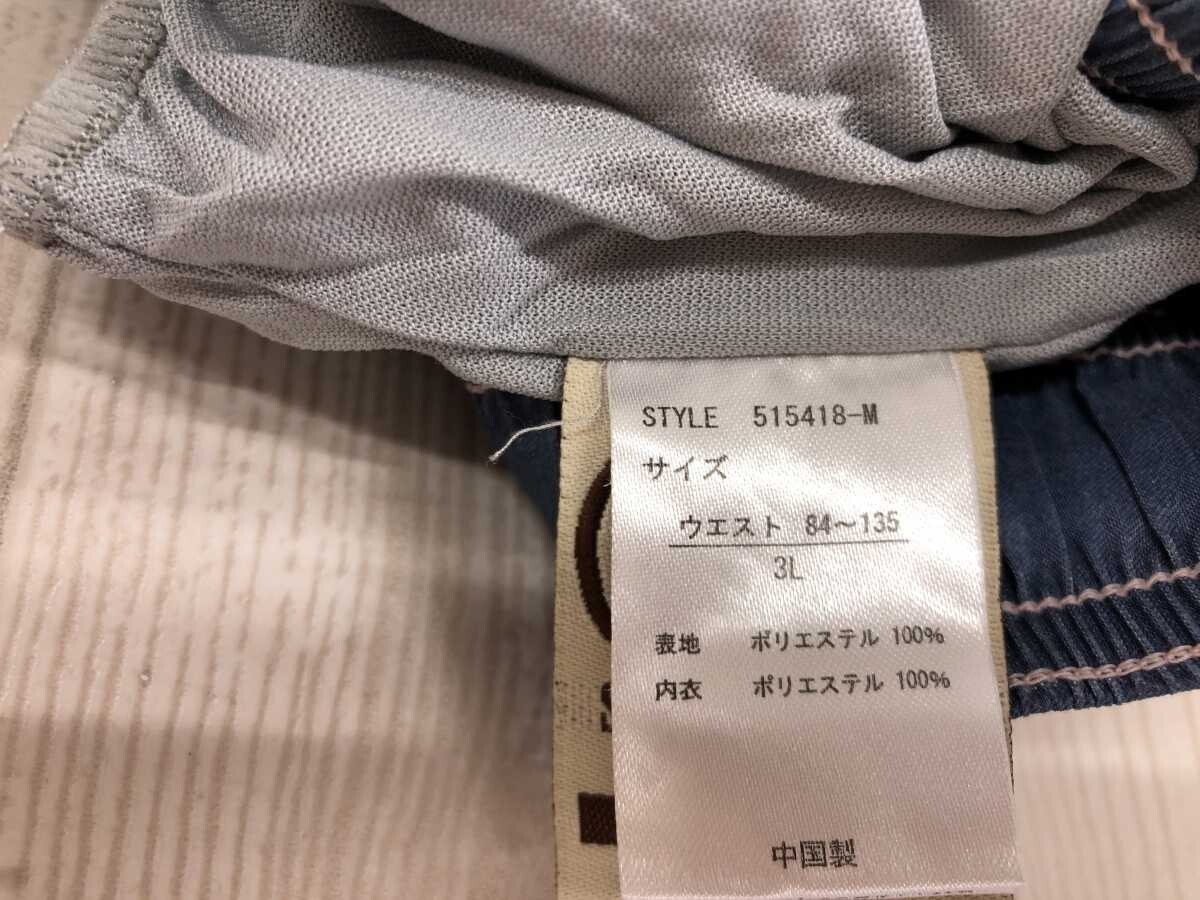 STYLE 515418-M
サイズ
ウエスト 84～135
3L
表地 ポリエステル 100%
内衣 ポリエステル 100%
中国製